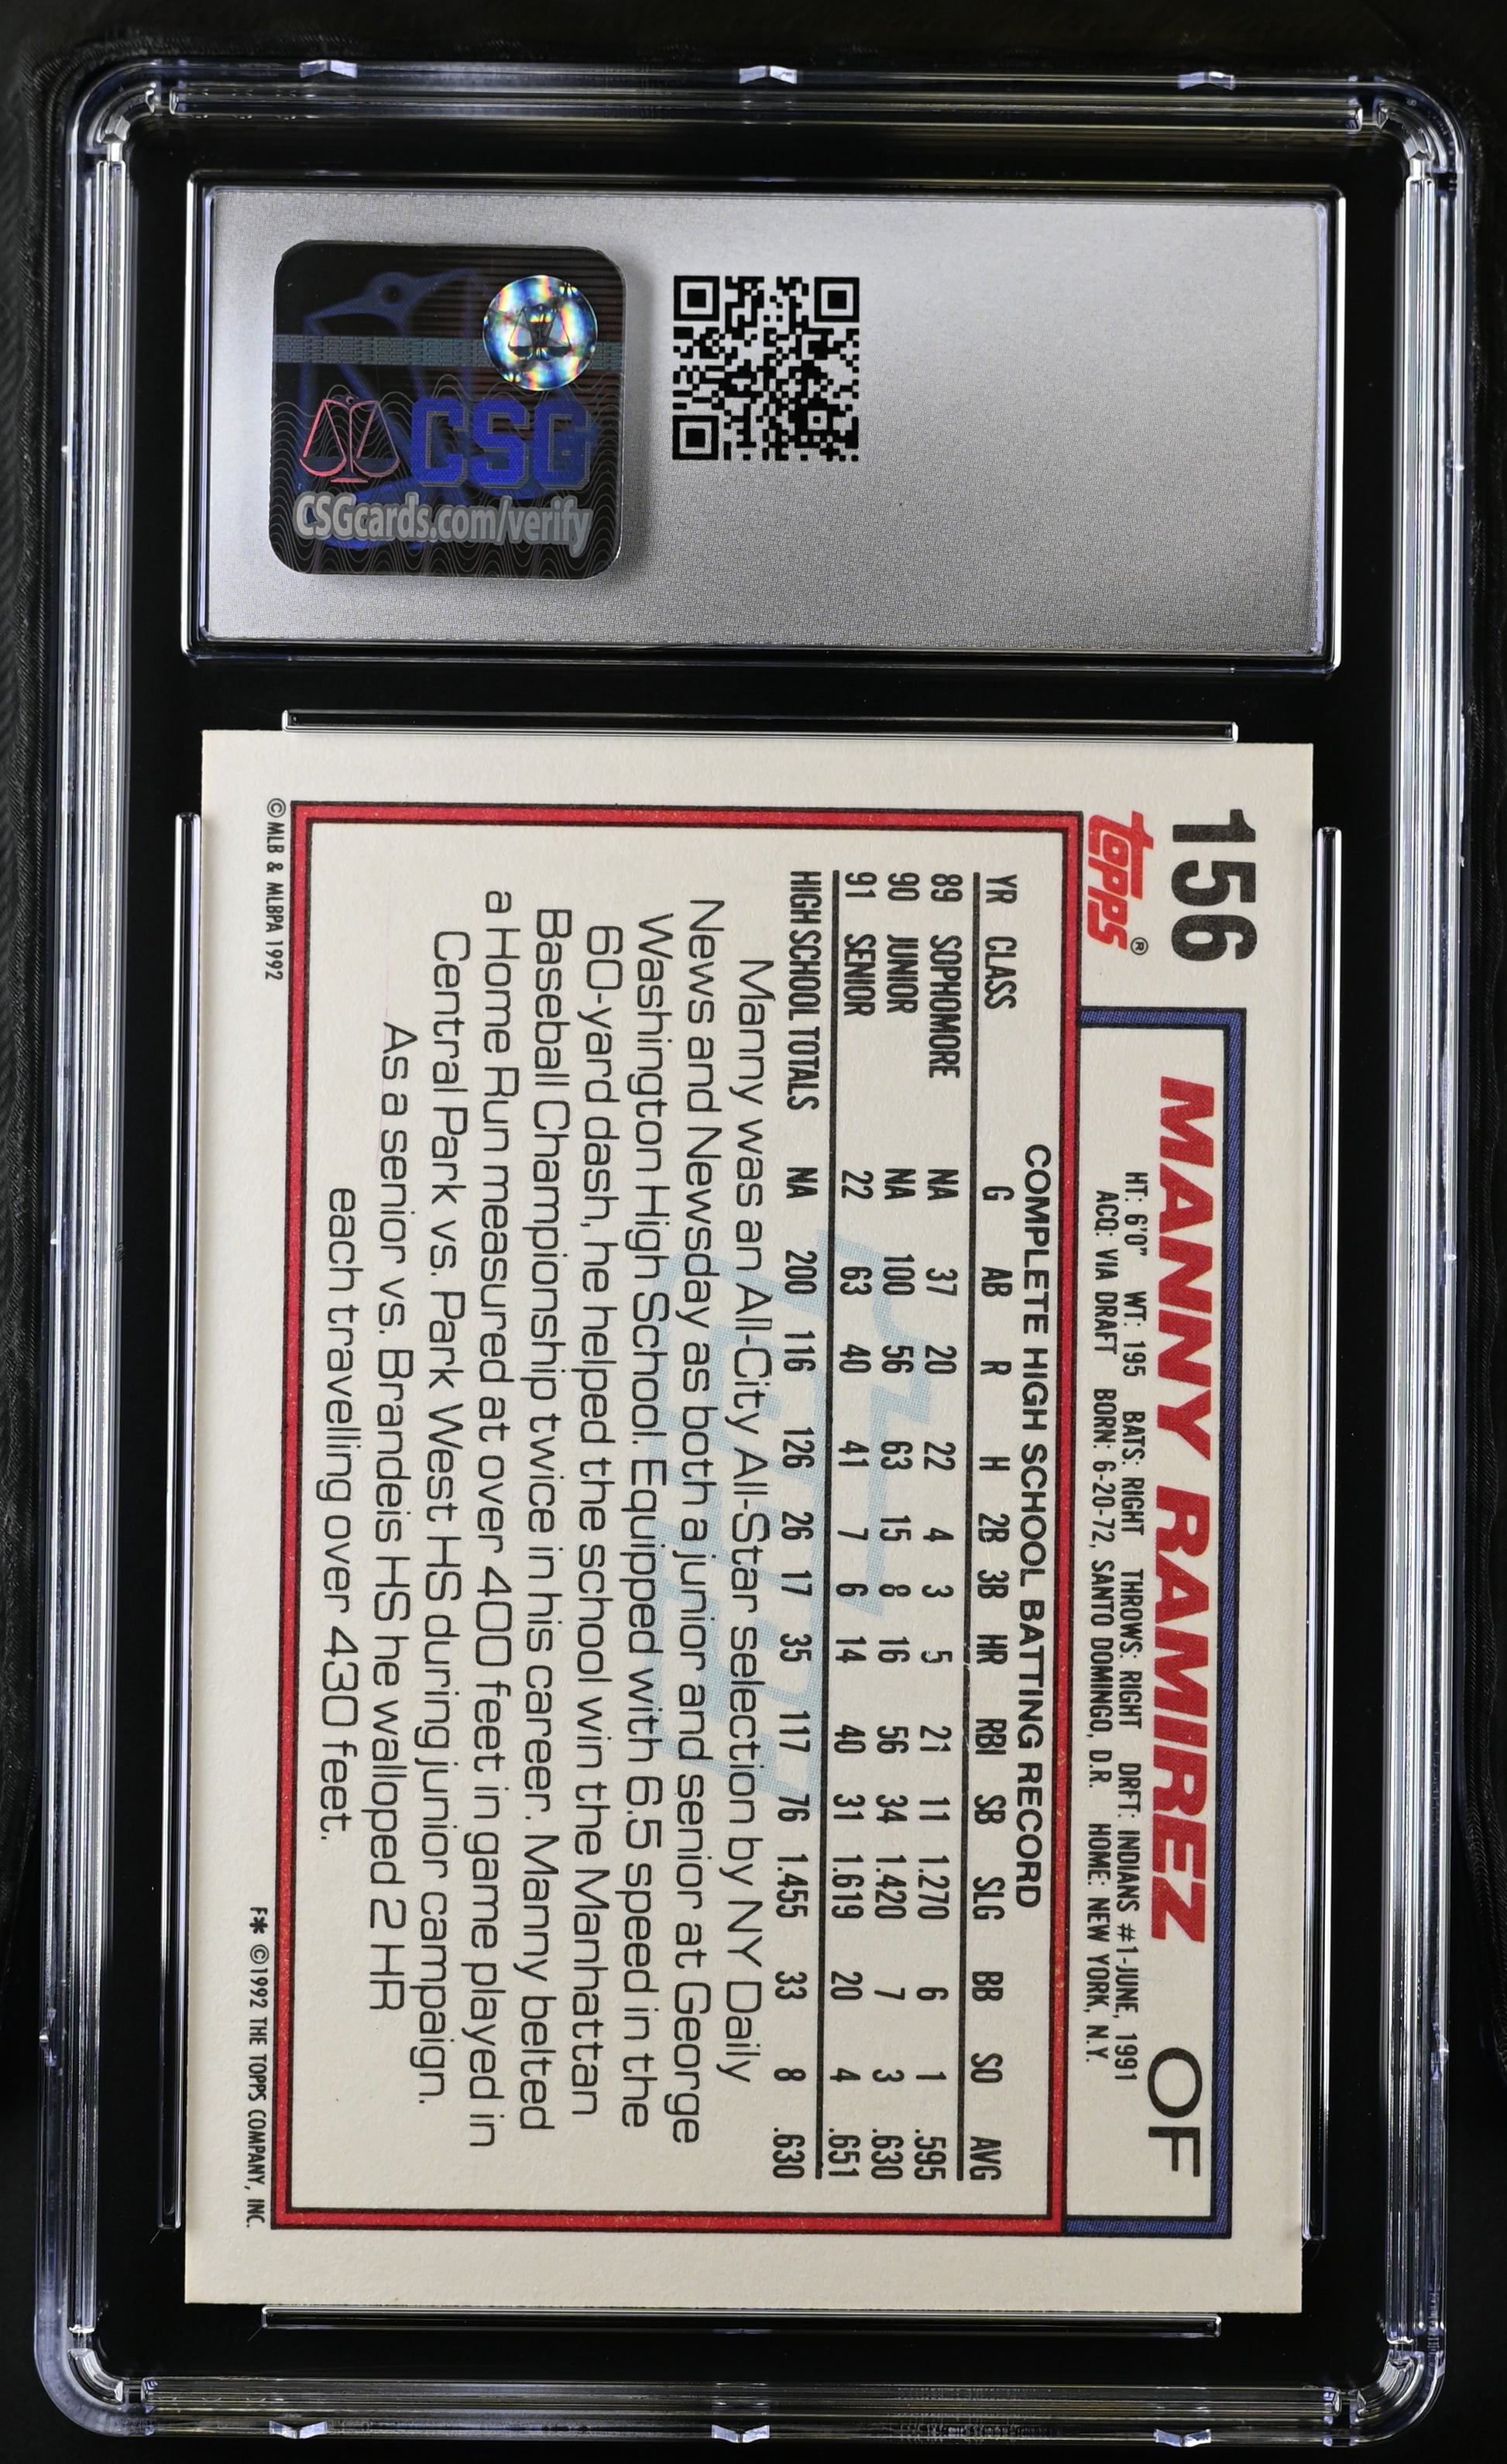 CSG
CSGcards.com/verify
156
topps®
MANNY RAMIREZ OF
HT: 6'0" WT: 195 BATS: RIGHT THROWS: RIGHT DRFT: INDIANS #1-JUNE, 1991
ACQ: VIA DRAFT BORN: 6-20-72, SANTO DOMINGO, D.R. HOME: NEW YORK, N.Y.
COMPLETE HIGH SCHOOL BATTING RECORD
YR CLASS G AB R H 2B 3B HR RBI SB SLG BB SO AVG
89 SOPHOMORE NA 37 20 22 4 3 5 21 11 1.270 6 1 .595
90 JUNIOR NA 100 56 63 15 8 16 56 34 1.420 7 3 .630
91 SENIOR 22 63 40 41 7 6 14 40 31 1.619 20 4 .651
HIGH SCHOOL TOTALS NA 200 116 126 26 17 35 117 76 1.455 33 8 .630
Manny was an All-City All-Star selection by NY Daily
News and Newsday as both a junior and senior at George
Washington High School. Equipped with 6.5 speed in the
60-yard dash, he helped the school win the Manhattan
Baseball Championship twice in his career. Manny belted
a Home Run measured at over 400 feet in game played in
Central Park vs. Park West HS during junior campaign.
As a senior vs. Brandeis HS he walloped 2 HR
each travelling over 430 feet.
© MLB & MLBPA 1992
F* ©1992 THE TOPPS COMPANY, INC.